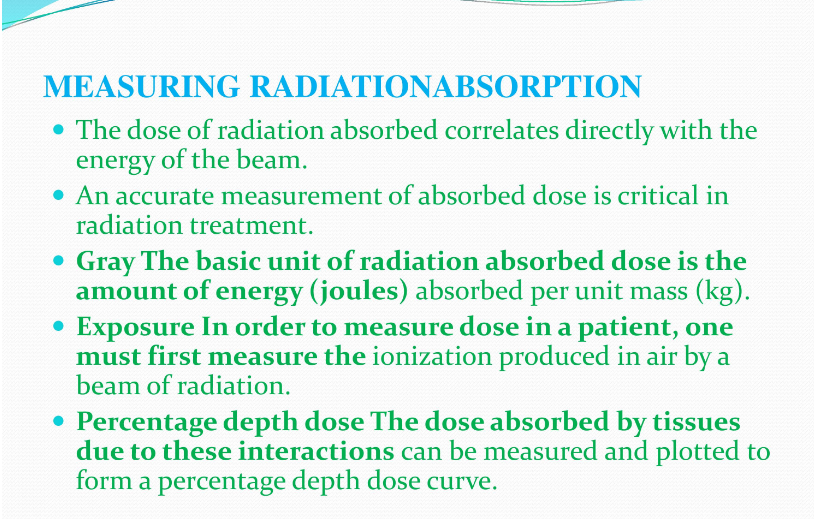 MEASURING RADIATIONABSORPTION
The dose of radiation absorbed correlates directly with the
energy of the beam.
An accurate measurement of absorbed dose is critical in
radiation treatment.
Gray The basic unit of radiation absorbed dose is the
amount of energy (joules) absorbed per unit mass (kg).
Exposure In order to measure dose in a patient, one
must first measure the ionization produced in air by a
beam of radiation.
Percentage depth dose The dose absorbed by tissues
due to these interactions can be measured and plotted to
form a percentage depth dose curve.